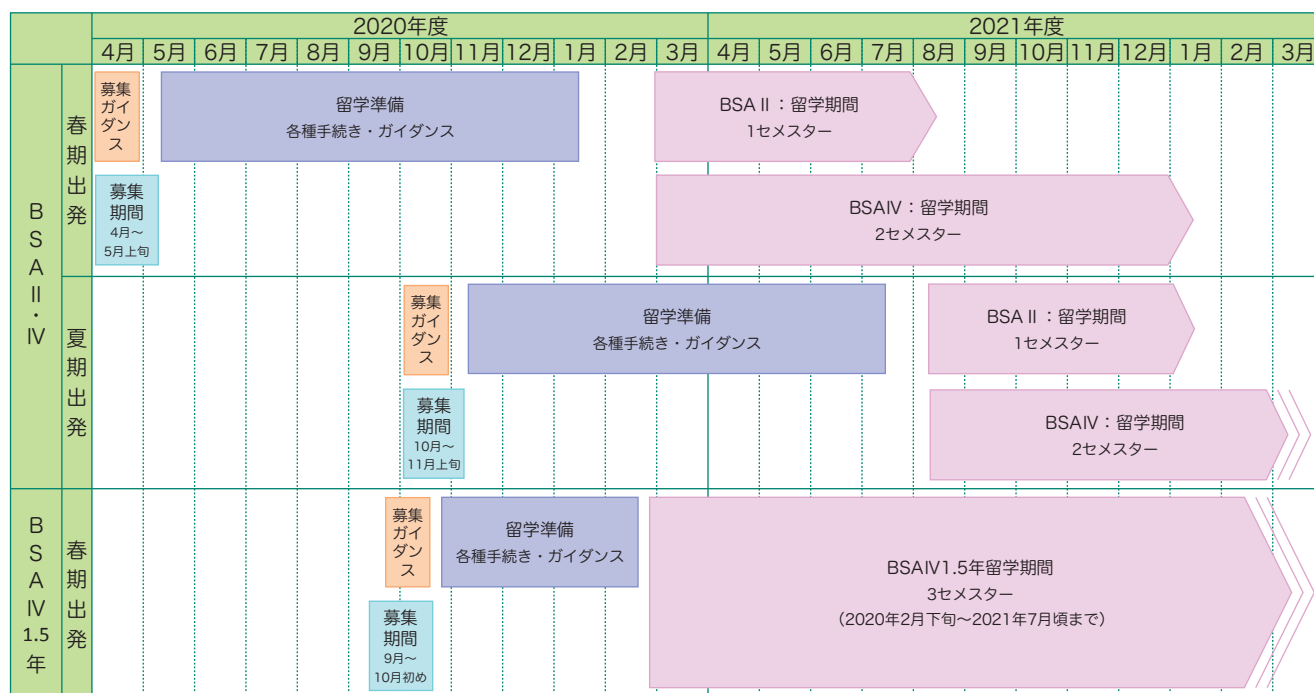 2020年度
2021年度
4月 5月 6月 7月 8月 9月 10月 11月 12月 1月 2月 3月 4月 5月 6月 7月 8月 9月 10月 11月 12月 1月 2月 3月
BSAⅡ・Ⅳ
春期出発
募集
ガイ
ダン
ス
留学準備
各種手続き・ガイダンス
BSAⅡ：留学期間
1セメスター
募集
期間
4月〜
5月上旬
BSAⅣ：留学期間
2セメスター
夏期出発
募集
ガイ
ダン
ス
留学準備
各種手続き・ガイダンス
BSAⅡ：留学期間
1セメスター
募集
期間
10月〜
11月上旬
BSAⅣ：留学期間
2セメスター
BSAⅣ
1.5
年
春期出発
募集
ガイ
ダン
ス
留学準備
各種手続き・ガイダンス
BSAⅣ1.5年留学期間
3セメスター
（2020年2月下旬〜2021年7月頃まで）
募集
期間
9月〜
10月初め